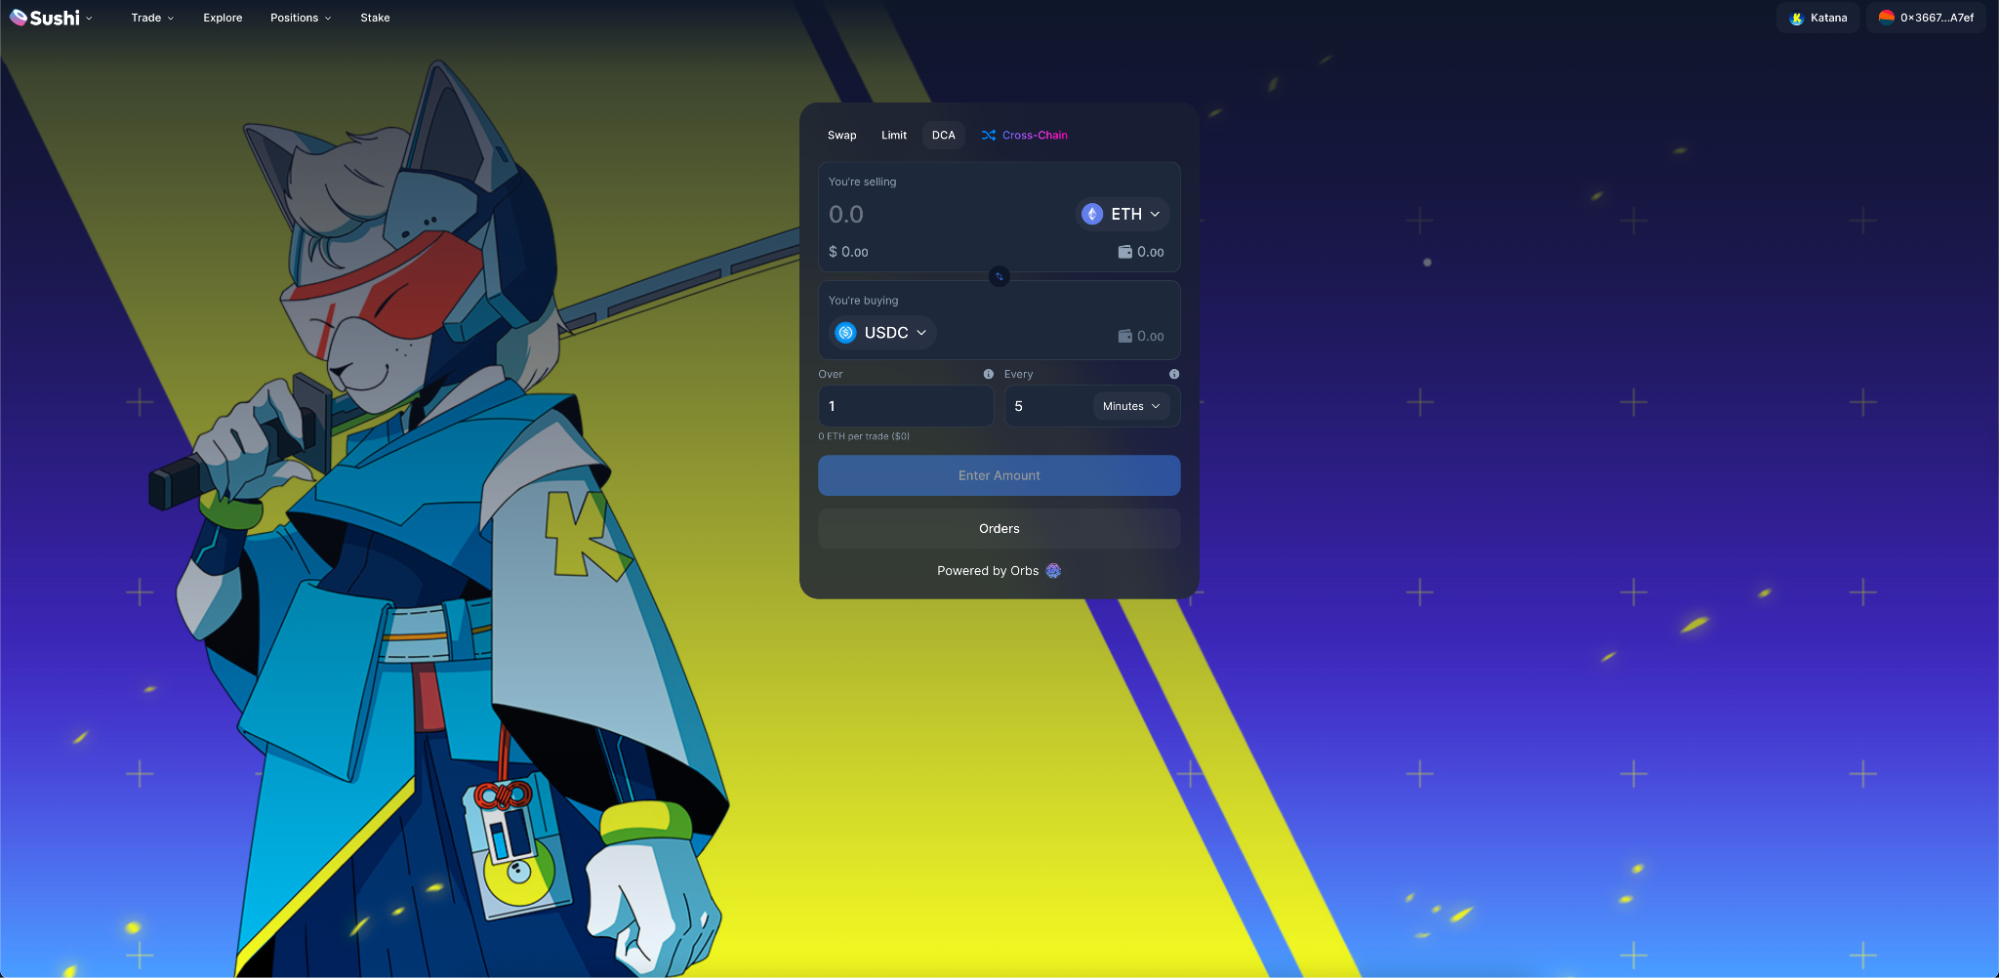 Sushi
Trade
Explore
Positions
Stake
Katana
0x3667...A7ef
Swap
Limit
DCA
Cross-Chain
You're selling
0.0
ETH
$ 0.00
0.00
You're buying
USDC
0.00
Over
Every
1
5
Minutes
0 ETH per trade ($0)
Enter Amount
Orders
Powered by Orbs
K